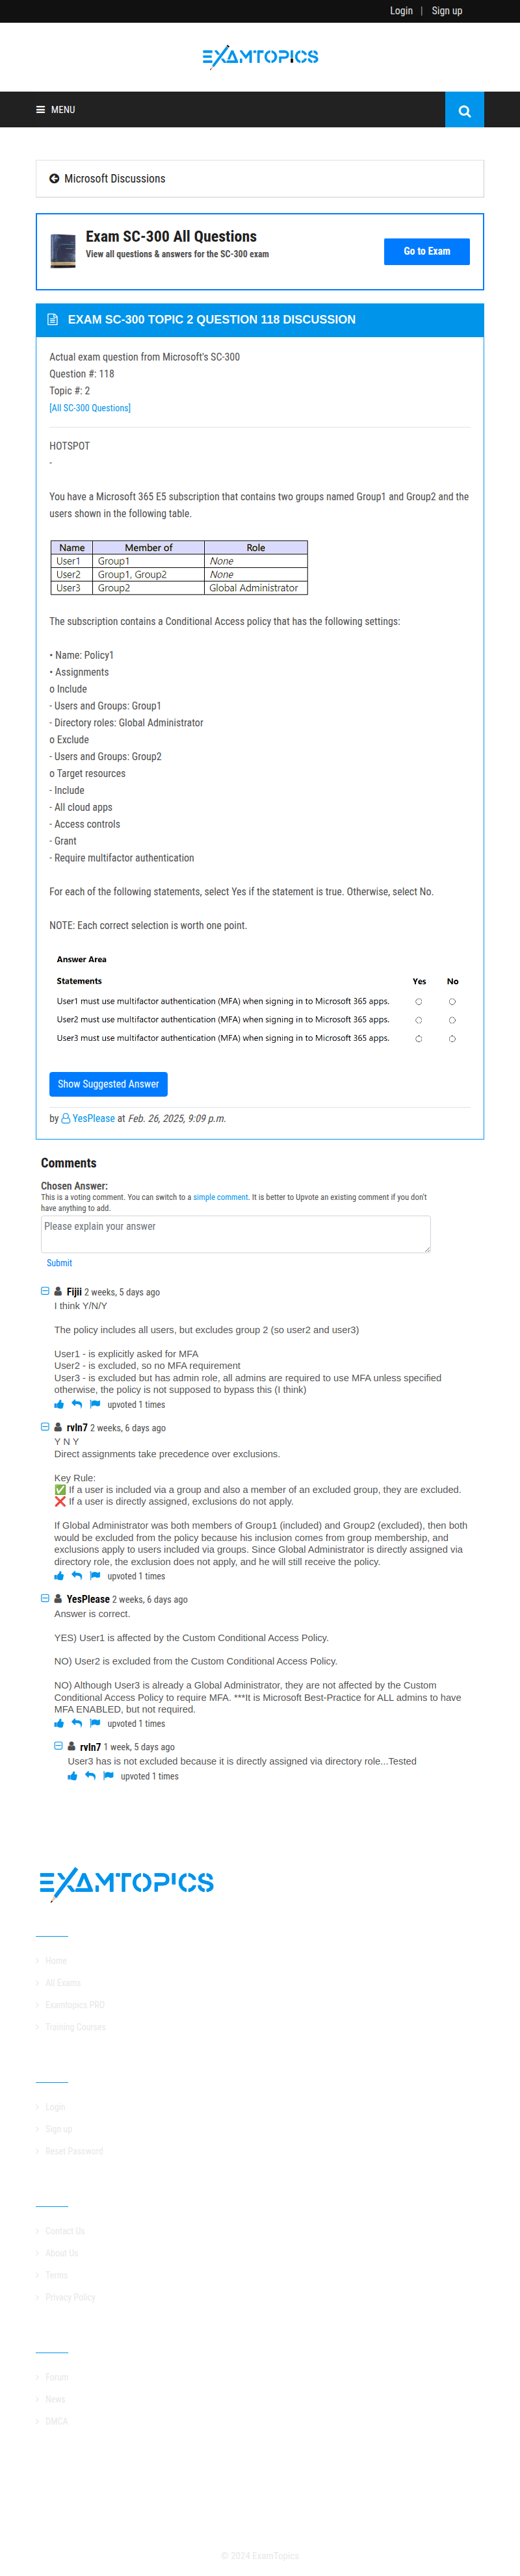 Login | Sign up
EXAMTOPICS
MENU
Microsoft Discussions
Exam SC-300 All Questions
View all questions & answers for the SC-300 exam
Go to Exam
EXAM SC-300 TOPIC 2 QUESTION 118 DISCUSSION
Actual exam question from Microsoft's SC-300
Question #: 118
Topic #: 2
[All SC-300 Questions]
HOTSPOT
-
You have a Microsoft 365 E5 subscription that contains two groups named Group1 and Group2 and the
users shown in the following table.
Name Member of Role
User1 Group1 None
User2 Group1, Group2 None
User3 Group2 Global Administrator
The subscription contains a Conditional Access policy that has the following settings:
• Name: Policy1
• Assignments
o Include
- Users and Groups: Group1
- Directory roles: Global Administrator
o Exclude
- Users and Groups: Group2
o Target resources
- Include
- All cloud apps
- Access controls
- Grant
- Require multifactor authentication
For each of the following statements, select Yes if the statement is true. Otherwise, select No.
NOTE: Each correct selection is worth one point.
Answer Area
Statements Yes No
User1 must use multifactor authentication (MFA) when signing in to Microsoft 365 apps.
User2 must use multifactor authentication (MFA) when signing in to Microsoft 365 apps.
User3 must use multifactor authentication (MFA) when signing in to Microsoft 365 apps.
Show Suggested Answer
by YesPlease at Feb. 26, 2025, 9:09 p.m.
Comments
Chosen Answer:
This is a voting comment. You can switch to a simple comment. It is better to Upvote an existing comment if you don't
have anything to add.
Please explain your answer
Submit
Fijii 2 weeks, 5 days ago
I think Y/N/Y
The policy includes all users, but excludes group 2 (so user2 and user3)
User1 - is explicitly asked for MFA
User2 - is excluded, so no MFA requirement
User3 - is excluded but has admin role, all admins are required to use MFA unless specified
otherwise, the policy is not supposed to bypass this (I think)
upvoted 1 times
rvln7 2 weeks, 6 days ago
Y N Y
Direct assignments take precedence over exclusions.
Key Rule:
✅ If a user is included via a group and also a member of an excluded group, they are excluded.
❌ If a user is directly assigned, exclusions do not apply.
If Global Administrator was both members of Group1 (included) and Group2 (excluded), then both
would be excluded from the policy because his inclusion comes from group membership, and
exclusions apply to users included via groups. Since Global Administrator is directly assigned via
directory role, the exclusion does not apply, and he will still receive the policy.
upvoted 1 times
YesPlease 2 weeks, 6 days ago
Answer is correct.
YES) User1 is affected by the Custom Conditional Access Policy.
NO) User2 is excluded from the Custom Conditional Access Policy.
NO) Although User3 is already a Global Administrator, they are not affected by the Custom
Conditional Access Policy to require MFA. ***It is Microsoft Best-Practice for ALL admins to have
MFA ENABLED, but not required.
upvoted 1 times
rvln7 1 week, 5 days ago
User3 has is not excluded because it is directly assigned via directory role...Tested
upvoted 1 times
EXAMTOPICS
Home
All Exams
Examtopics PRO
Training Courses
Login
Sign up
Reset Password
Contact Us
About Us
Terms
Privacy Policy
Forum
News
DMCA
© 2024 ExamTopics